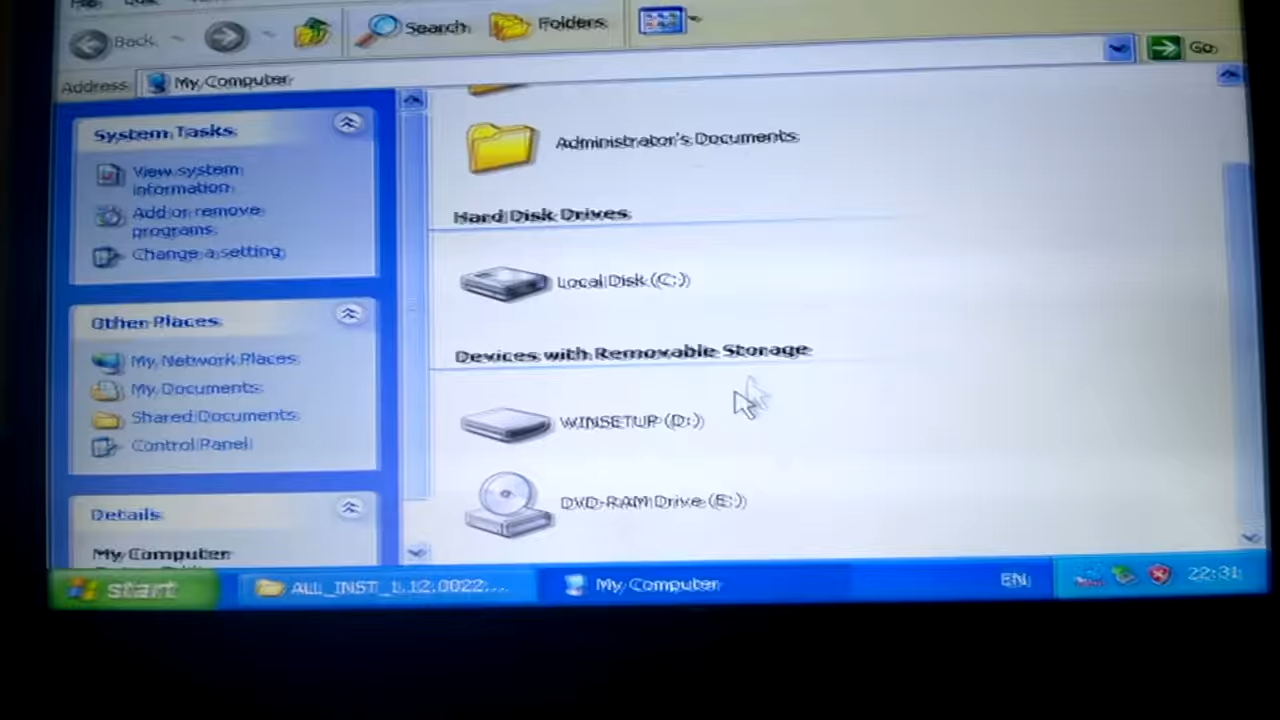 Back
Search
Folders
Address
My Computer
Go
System Tasks
View system
information
Add or remove
programs
Change a setting
Other Places
My Network Places
My Documents
Shared Documents
Control Panel
Details
My Computer
Administrator's Documents
Hard Disk Drives
Local Disk (C:)
Devices with Removable Storage
WINSETUP (D:)
DVD-RAM Drive (E:)
start
ALL_INST_1.12.0022...
My Computer
EN
22:31